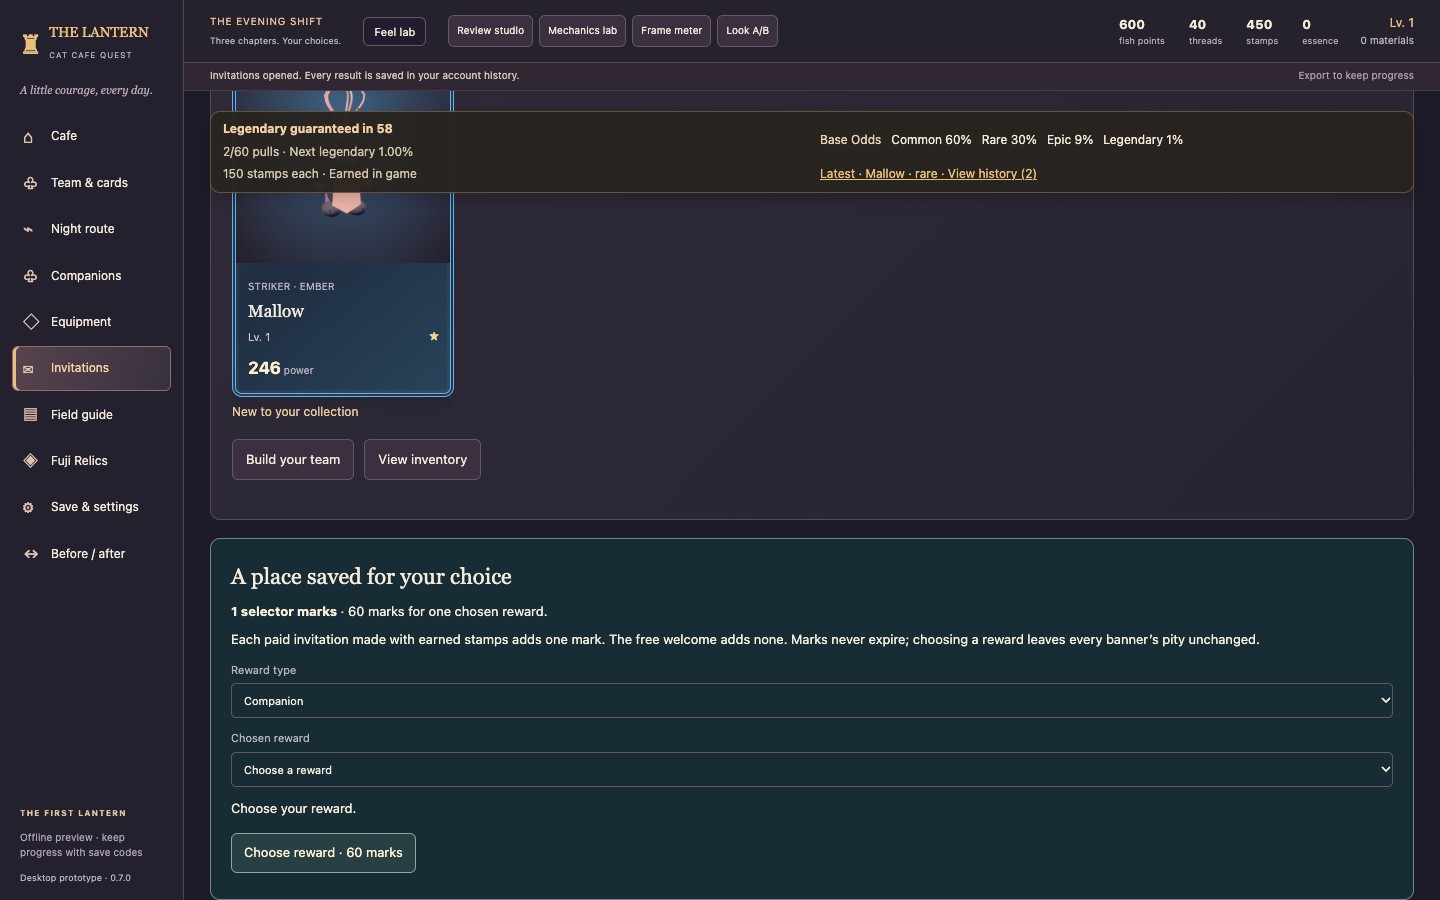 THE LANTERN
CAT CAFE QUEST
A little courage, every day.
Cafe
Team & cards
Night route
Companions
Equipment
Invitations
Field guide
Fuji Relics
Save & settings
Before / after
THE FIRST LANTERN
Offline preview · keep
progress with save codes
Desktop prototype · 0.7.0
THE EVENING SHIFT
Three chapters. Your choices.
Feel lab
Review studio
Mechanics lab
Frame meter
Look A/B
600
fish points
40
threads
450
stamps
0
essence
Lv. 1
0 materials
Invitations opened. Every result is saved in your account history.
Export to keep progress
Legendary guaranteed in 58
2/60 pulls · Next legendary 1.00%
150 stamps each · Earned in game
Base Odds Common 60% Rare 30% Epic 9% Legendary 1%
Latest · Mallow · rare · View history (2)
STRIKER · EMBER
Mallow
Lv. 1
246 power
New to your collection
Build your team
View inventory
A place saved for your choice
1 selector marks · 60 marks for one chosen reward.
Each paid invitation made with earned stamps adds one mark. The free welcome adds none. Marks never expire; choosing a reward leaves every banner's pity unchanged.
Reward type
Companion
Chosen reward
Choose a reward
Choose your reward.
Choose reward · 60 marks